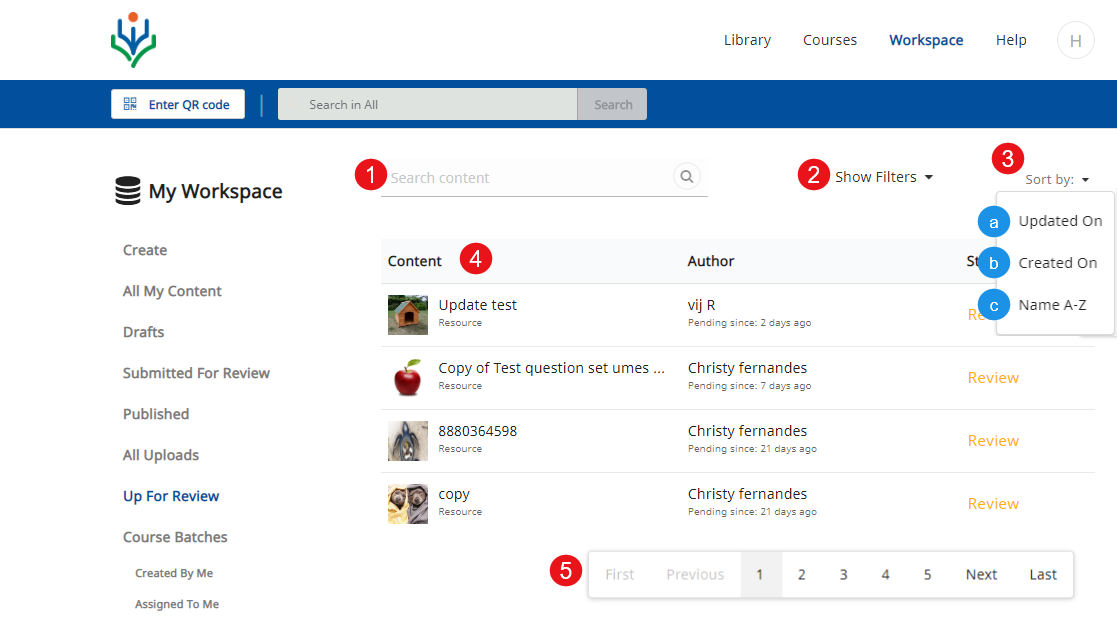 Library Courses Workspace Help H
Enter QR code | Search in All Search
1 Search content 2 Show Filters 3 Sort by:
a Updated On
b Created On
c Name A-Z
My Workspace
Create
All My Content
Drafts
Submitted For Review
Published
All Uploads
Up For Review
Course Batches
Created By Me
Assigned To Me
Content 4 Author St
Update test vij R Re
Resource Pending since: 2 days ago
Copy of Test question set umes ... Christy fernandes Review
Resource Pending since: 7 days ago
8880364598 Christy fernandes Review
Resource Pending since: 21 days ago
copy Christy fernandes Review
Resource Pending since: 21 days ago
5 First Previous 1 2 3 4 5 Next Last